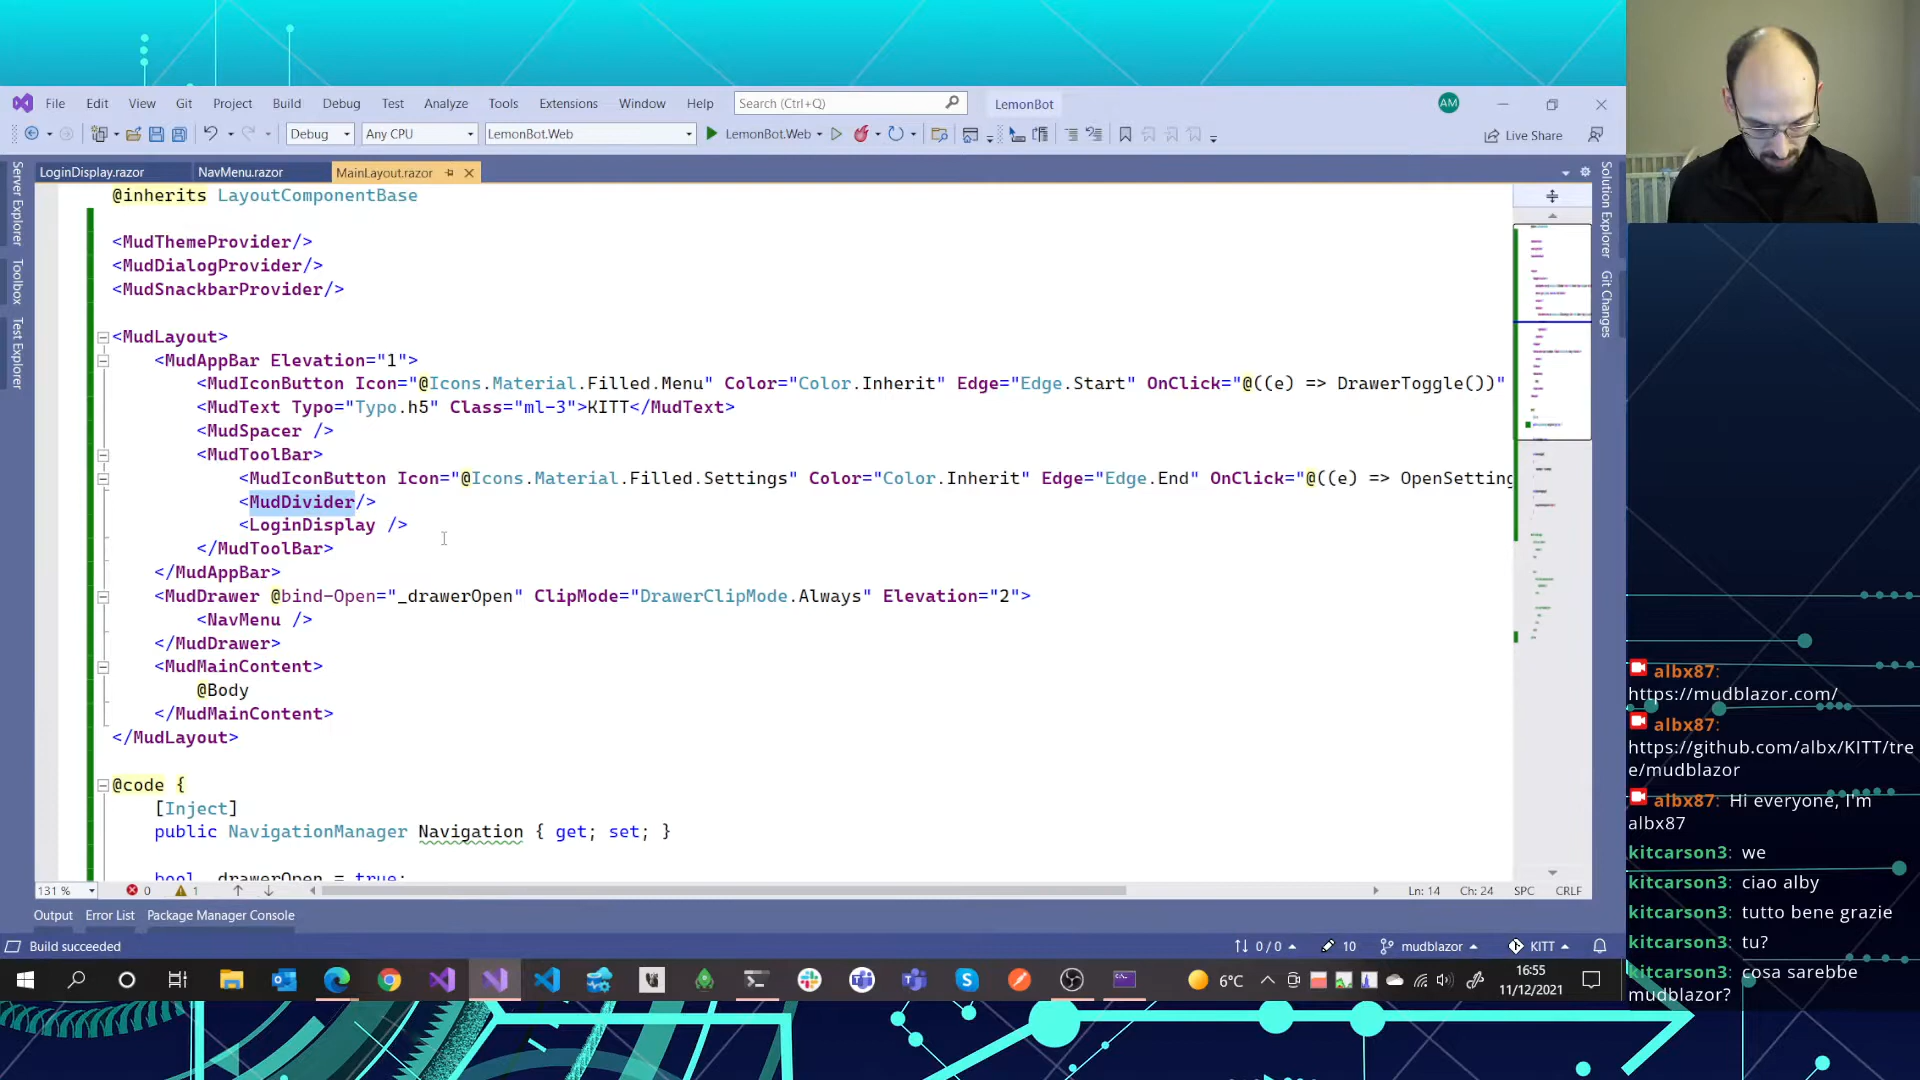 File Edit View Git Project Build Debug Test Analyze Tools Extensions Window Help Search (Ctrl+Q) LemonBot AM
Debug Any CPU LemonBot.Web LemonBot.Web Live Share
LoginDisplay.razor NavMenu.razor MainLayout.razor
Server Explorer
Toolbox
Test Explorer
@inherits LayoutComponentBase
<MudThemeProvider/>
<MudDialogProvider/>
<MudSnackbarProvider/>
<MudLayout>
<MudAppBar Elevation="1">
<MudIconButton Icon="@Icons.Material.Filled.Menu" Color="Color.Inherit" Edge="Edge.Start" OnClick="@((e) => DrawerToggle())"
<MudText Typo="Typo.h5" Class="ml-3">KITT</MudText>
<MudSpacer />
<MudToolBar>
<MudIconButton Icon="@Icons.Material.Filled.Settings" Color="Color.Inherit" Edge="Edge.End" OnClick="@((e) => OpenSetting
<MudDivider/>
<LoginDisplay />
</MudToolBar>
</MudAppBar>
<MudDrawer @bind-Open="_drawerOpen" ClipMode="DrawerClipMode.Always" Elevation="2">
<NavMenu />
</MudDrawer>
<MudMainContent>
@Body
</MudMainContent>
</MudLayout>
@code {
[Inject]
public NavigationManager Navigation { get; set; }
bool _drawerOpen = true;
Solution Explorer
Git Changes
131 % 0 1 Ln: 14 Ch: 24 SPC CRLF
Output Error List Package Manager Console
Build succeeded 0 / 0 10 mudblazor KITT
6°C 16:55
11/12/2021
albx87:
https://mudblazor.com/
albx87:
https://github.com/albx/KITT/tre
e/mudblazor
albx87: Hi everyone, I'm
albx87
kitcarson3: we
kitcarson3: ciao alby
kitcarson3: tutto bene grazie
kitcarson3: tu?
kitcarson3: cosa sarebbe
mudblazor?